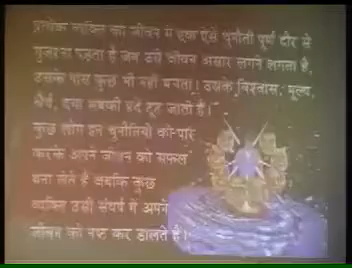 प्रत्येक व्यक्ति को जीवन में एक ऐसे चुनौती पूर्ण दौर से
गुजरना पड़ता है जब उसे जीवन असार लगने लगता है,
उसके पास कुछ भी नहीं बचता। उसके विश्वास, मूल्य,
धैर्य, दया सबकी हदें टूट जाती हैं।
कुछ लोग इन चुनौतियों को पार
करके अपने जीवन को सफल
बना लेते हैं जबकि कुछ
व्यक्ति उसी संघर्ष में अपने
जीवन को नष्ट कर डालते हैं।